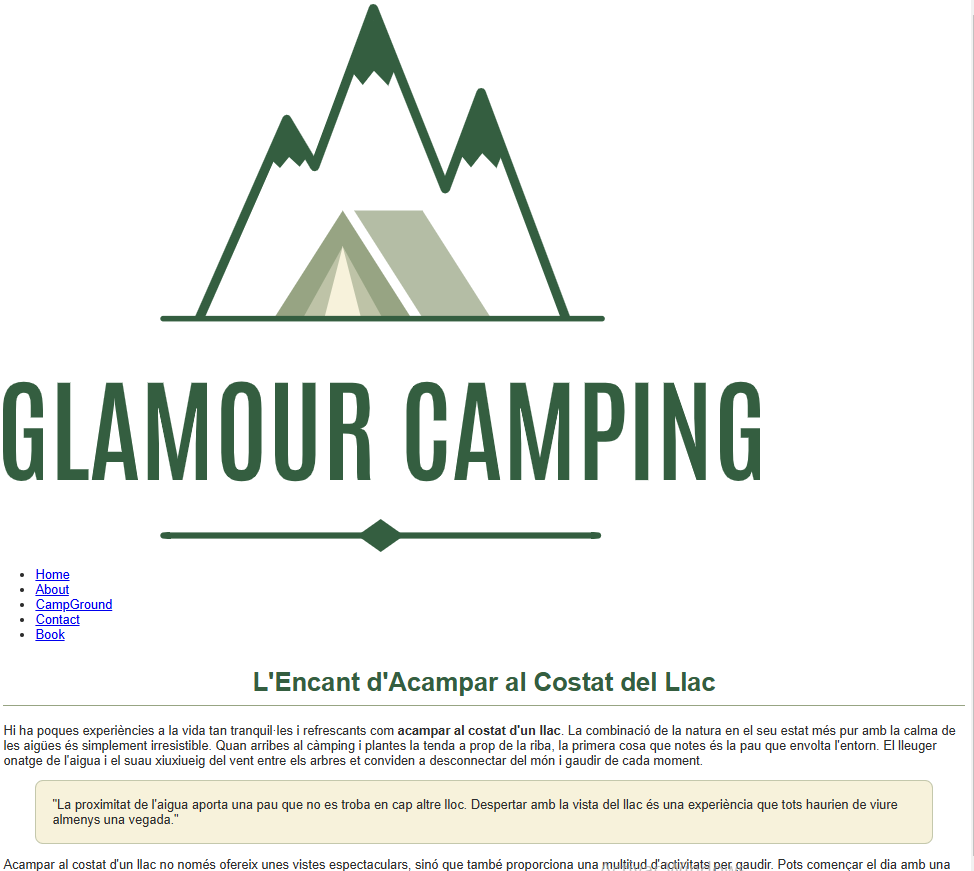 GLAMOUR CAMPING
Home
About
CampGround
Contact
Book
L'Encant d'Acampar al Costat del Llac
Hi ha poques experiències a la vida tan tranquil·les i refrescants com acampar al costat d'un llac. La combinació de la natura en el seu estat més pur amb la calma de
les aigües és simplement irresistible. Quan arribes al càmping i plantes la tenda a prop de la riba, la primera cosa que notes és la pau que envolta l'entorn. El lleuger
onatge de l'aigua i el suau xiuxiueig del vent entre els arbres et conviden a desconnectar del món i gaudir de cada moment.
"La proximitat de l'aigua aporta una pau que no es troba en cap altre lloc. Despertar amb la vista del llac és una experiència que tots haurien de viure
almenys una vegada."
Acampar al costat d'un llac no només ofereix unes vistes espectaculars, sinó que també proporciona una multitud d'activitats per gaudir. Pots començar el dia amb una